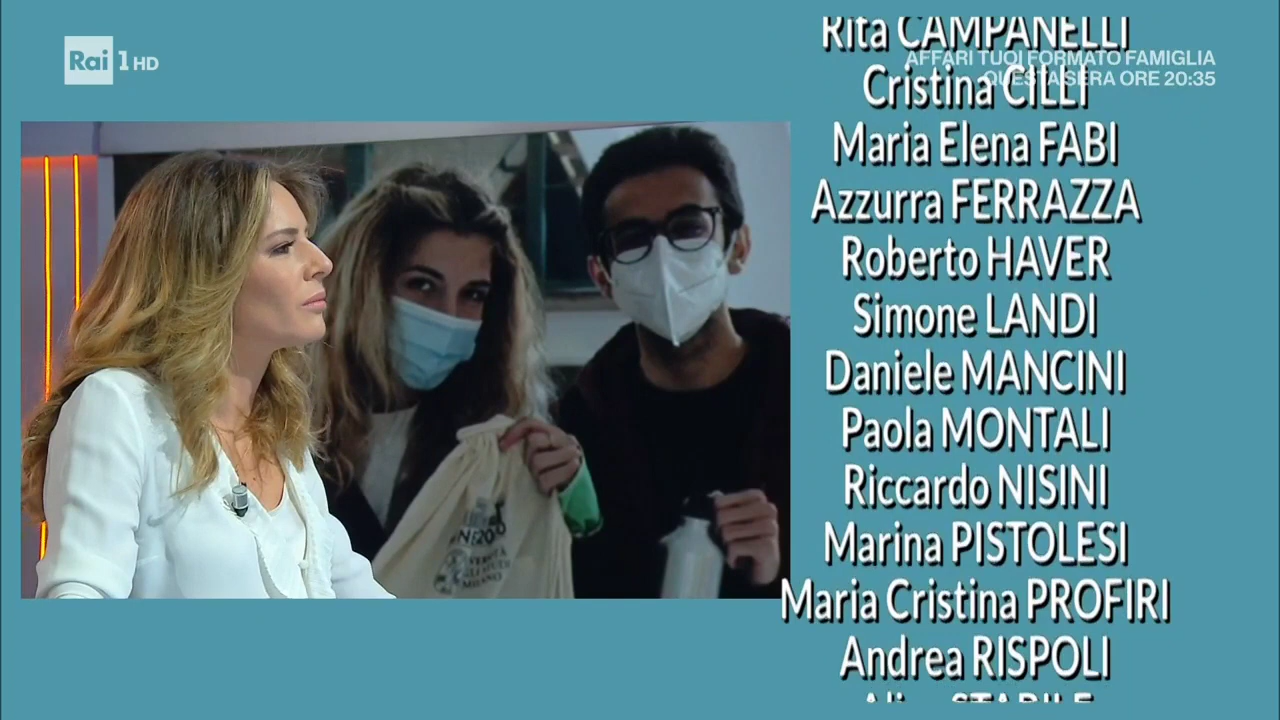 Rai 1 HD
AFFARI TUOI FORMATO FAMIGLIA
QUESTA SERA ORE 20:35
Rita CAMPANELLI
Cristina CILLI
Maria Elena FABI
Azzurra FERRAZZA
Roberto HAVER
Simone LANDI
Daniele MANCINI
Paola MONTALI
Riccardo NISINI
Marina PISTOLESI
Maria Cristina PROFIRI
Andrea RISPOLI
MILANO